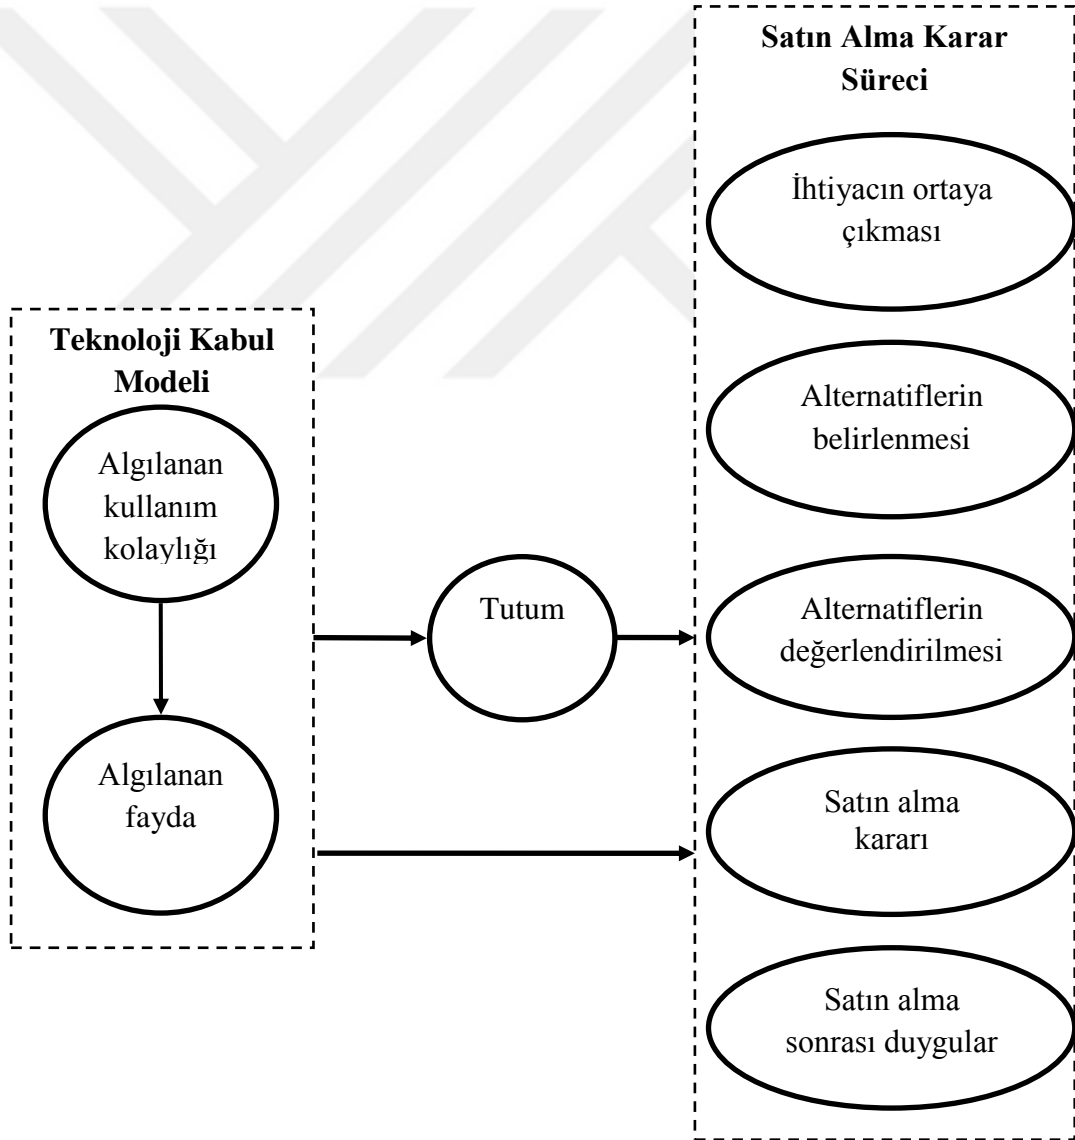 Satın Alma Karar
Süreci
İhtiyacın ortaya
çıkması
Alternatiflerin
belirlenmesi
Alternatiflerin
değerlendirilmesi
Satın alma
kararı
Satın alma
sonrası duygular
Teknoloji Kabul
Modeli
Algılanan
kullanım
kolaylığı
Algılanan
fayda
Tutum